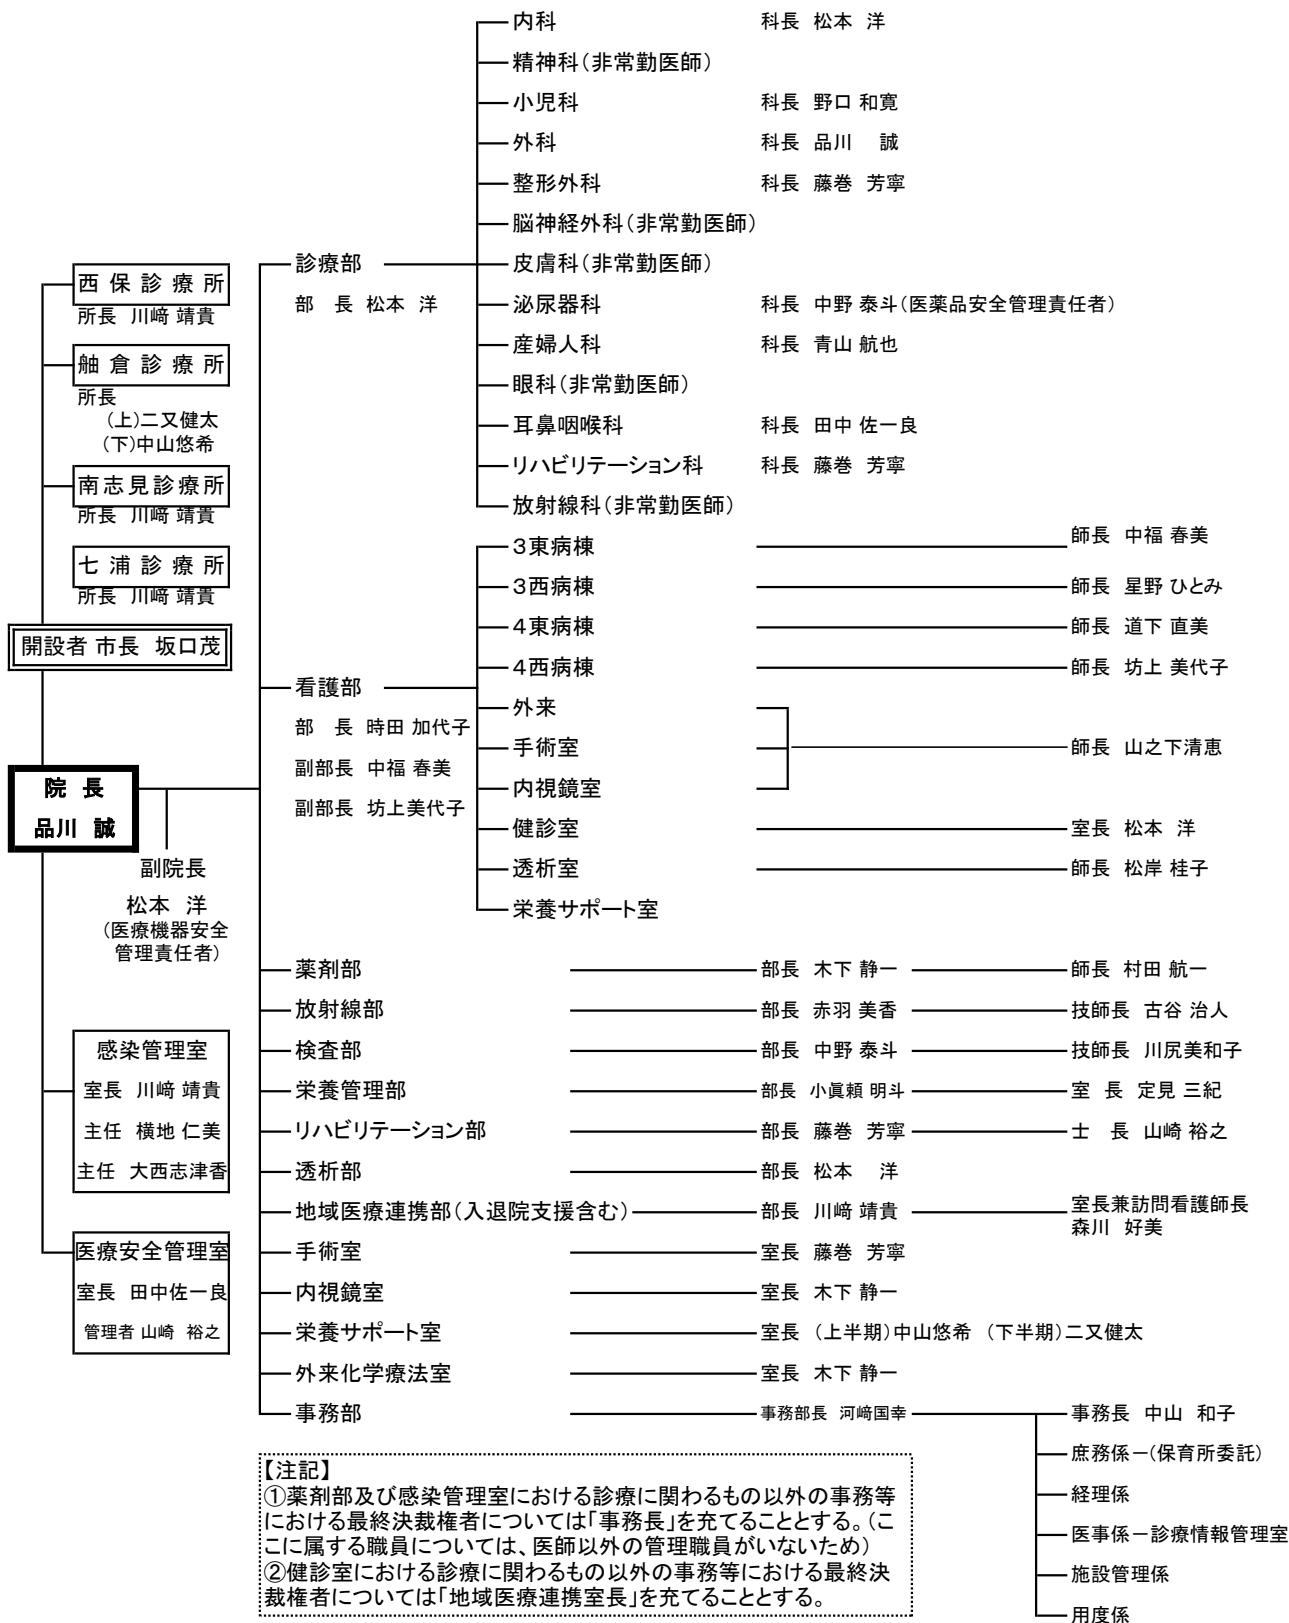 西保診療所
所長 川﨑 靖貴
舳倉診療所
所長
(上)二又健太
(下)中山悠希
南志見診療所
所長 川﨑 靖貴
七浦診療所
所長 川﨑 靖貴
開設者 市長 坂口茂
院 長
品川 誠
副院長
松本 洋
(医療機器安全
管理責任者)
感染管理室
室長 川﨑 靖貴
主任 横地 仁美
主任 大西志津香
医療安全管理室
室長 田中佐一良
管理者 山崎 裕之
診療部
部 長 松本 洋
内科 科長 松本 洋
精神科(非常勤医師)
小児科 科長 野口 和寛
外科 科長 品川 誠
整形外科 科長 藤巻 芳寧
脳神経外科(非常勤医師)
皮膚科(非常勤医師)
泌尿器科 科長 中野 泰斗(医薬品安全管理責任者)
産婦人科 科長 青山 航也
眼科(非常勤医師)
耳鼻咽喉科 科長 田中 佐一良
リハビリテーション科 科長 藤巻 芳寧
放射線科(非常勤医師)
看護部
部 長 時田 加代子
副部長 中福 春美
副部長 坊上美代子
3東病棟 師長 中福 春美
3西病棟 師長 星野 ひとみ
4東病棟 師長 道下 直美
4西病棟 師長 坊上 美代子
外来
手術室 師長 山之下清恵
内視鏡室
健診室 室長 松本 洋
透析室 師長 松岸 桂子
栄養サポート室
薬剤部 部長 木下 静一 師長 村田 航一
放射線部 部長 赤羽 美香 技師長 古谷 治人
検査部 部長 中野 泰斗 技師長 川尻美和子
栄養管理部 部長 小眞頼 明斗 室 長 定見 三紀
リハビリテーション部 部長 藤巻 芳寧 士 長 山崎 裕之
透析部 部長 松本 洋
地域医療連携部(入退院支援含む) 部長 川﨑 靖貴 室長兼訪問看護師長
森川 好美
手術室 室長 藤巻 芳寧
内視鏡室 室長 木下 静一
栄養サポート室 室長 (上半期)中山悠希 (下半期)二又健太
外来化学療法室 室長 木下 静一
事務部 事務部長 河﨑国幸 事務長 中山 和子
庶務係－(保育所委託)
経理係
医事係－診療情報管理室
施設管理係
用度係
【注記】
①薬剤部及び感染管理室における診療に関わるもの以外の事務等
における最終決裁権者については「事務長」を充てることとする。(こ
こに属する職員については、医師以外の管理職員がいないため)
②健診室における診療に関わるもの以外の事務等における最終決
裁権者については「地域医療連携室長」を充てることとする。